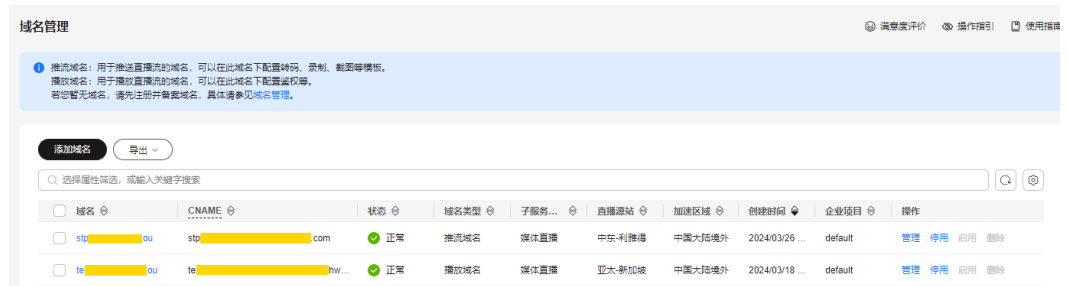 域名管理
满意度评价 操作指引 使用指南
推流域名：用于推送直播流的域名，可以在此域名下配置转码、录制、截图等模板。
播放域名：用于播放直播流的域名，可以在此域名下配置鉴权等。
若您暂无域名，请先注册并备案域名，具体请参见域名管理。
添加域名 导出
选择属性筛选，或输入关键字搜索
域名 CNAME 状态 域名类型 子服务... 直播源站 加速区域 创建时间 企业项目 操作
stp ou stp .com 正常 推流域名 媒体直播 中东-利雅得 中国大陆境外 2024/03/26 ... default 管理 停用 启用 删除
te ou te hw... 正常 播放域名 媒体直播 亚太-新加坡 中国大陆境外 2024/03/18 ... default 管理 停用 启用 删除